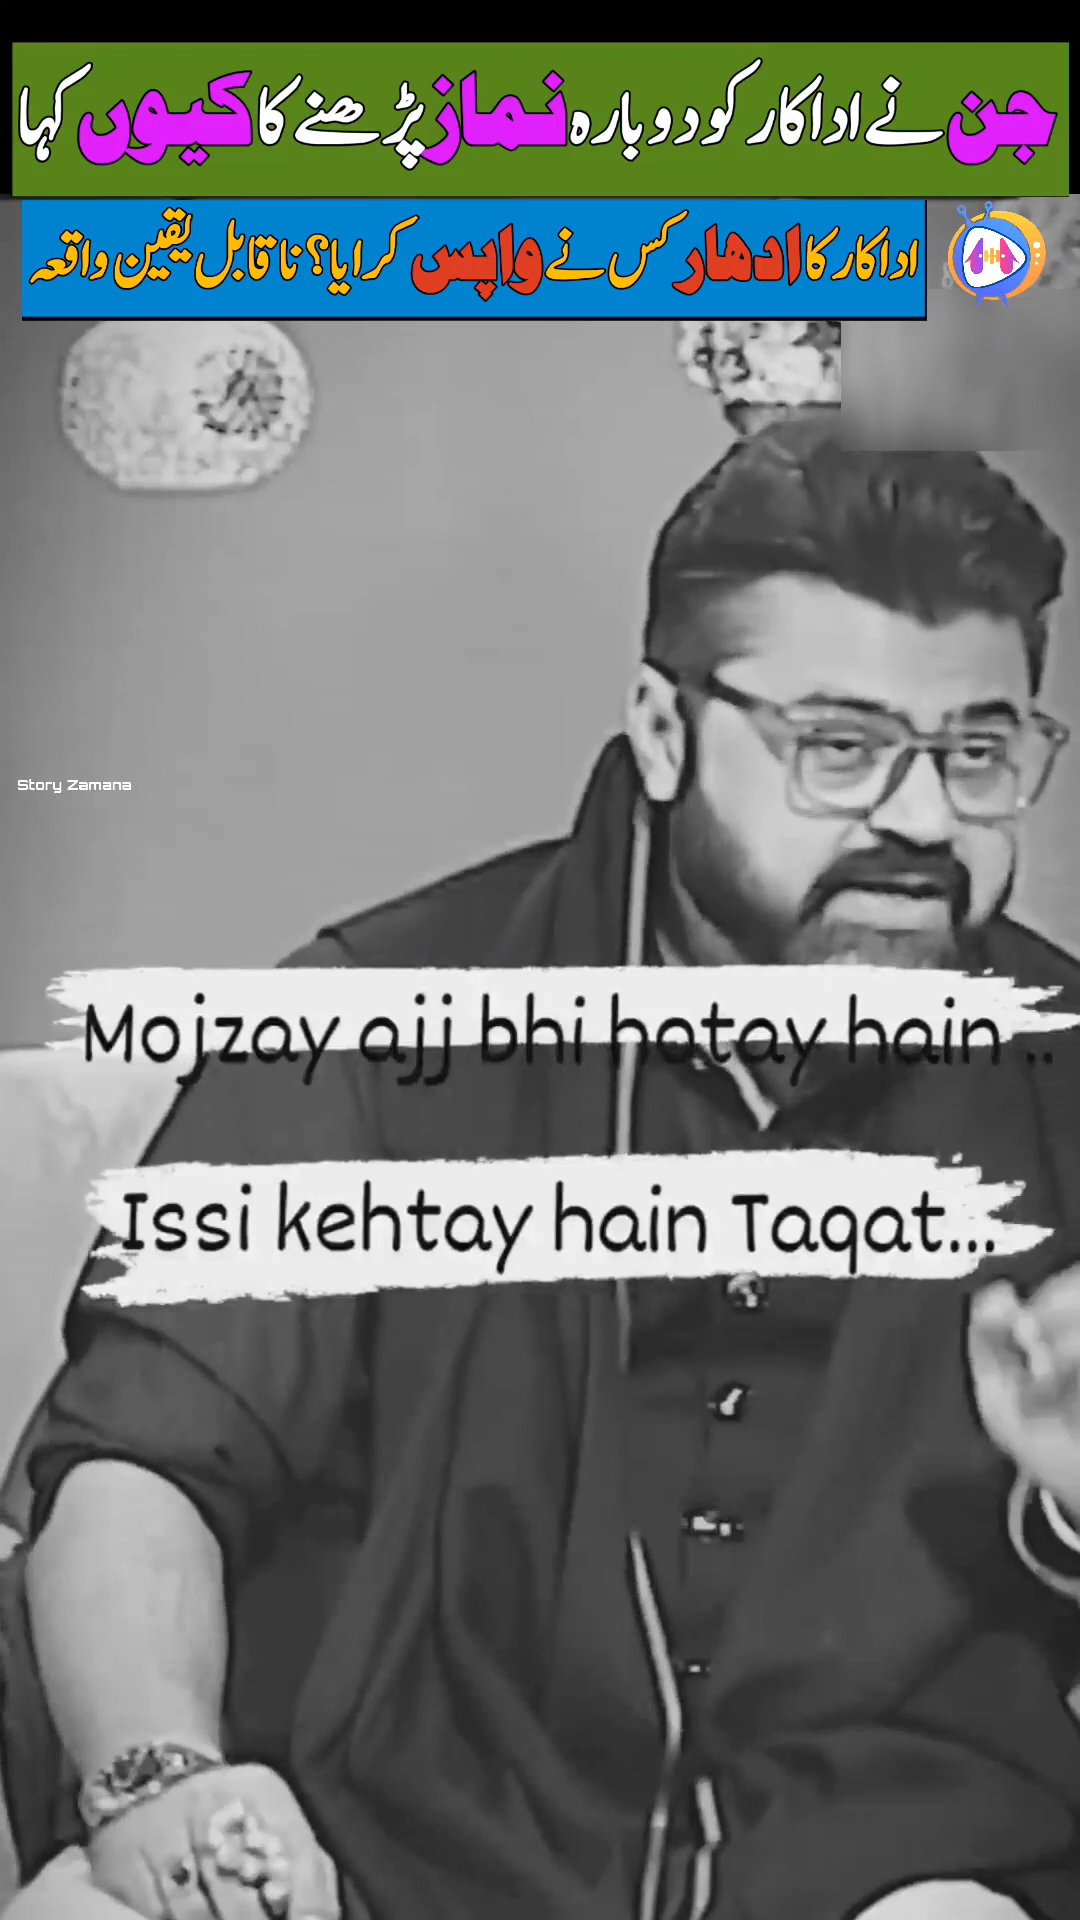 جن نے اداکار کو دوبارہ نماز پڑھنے کا کیوں کہا
اداکار کا ادھار کس نے واپس کرایا؟ ناقابل یقین واقعہ
Story Zamana
Mojzay ajj bhi hotay hain ..
Issi kehtay hain Taqat...